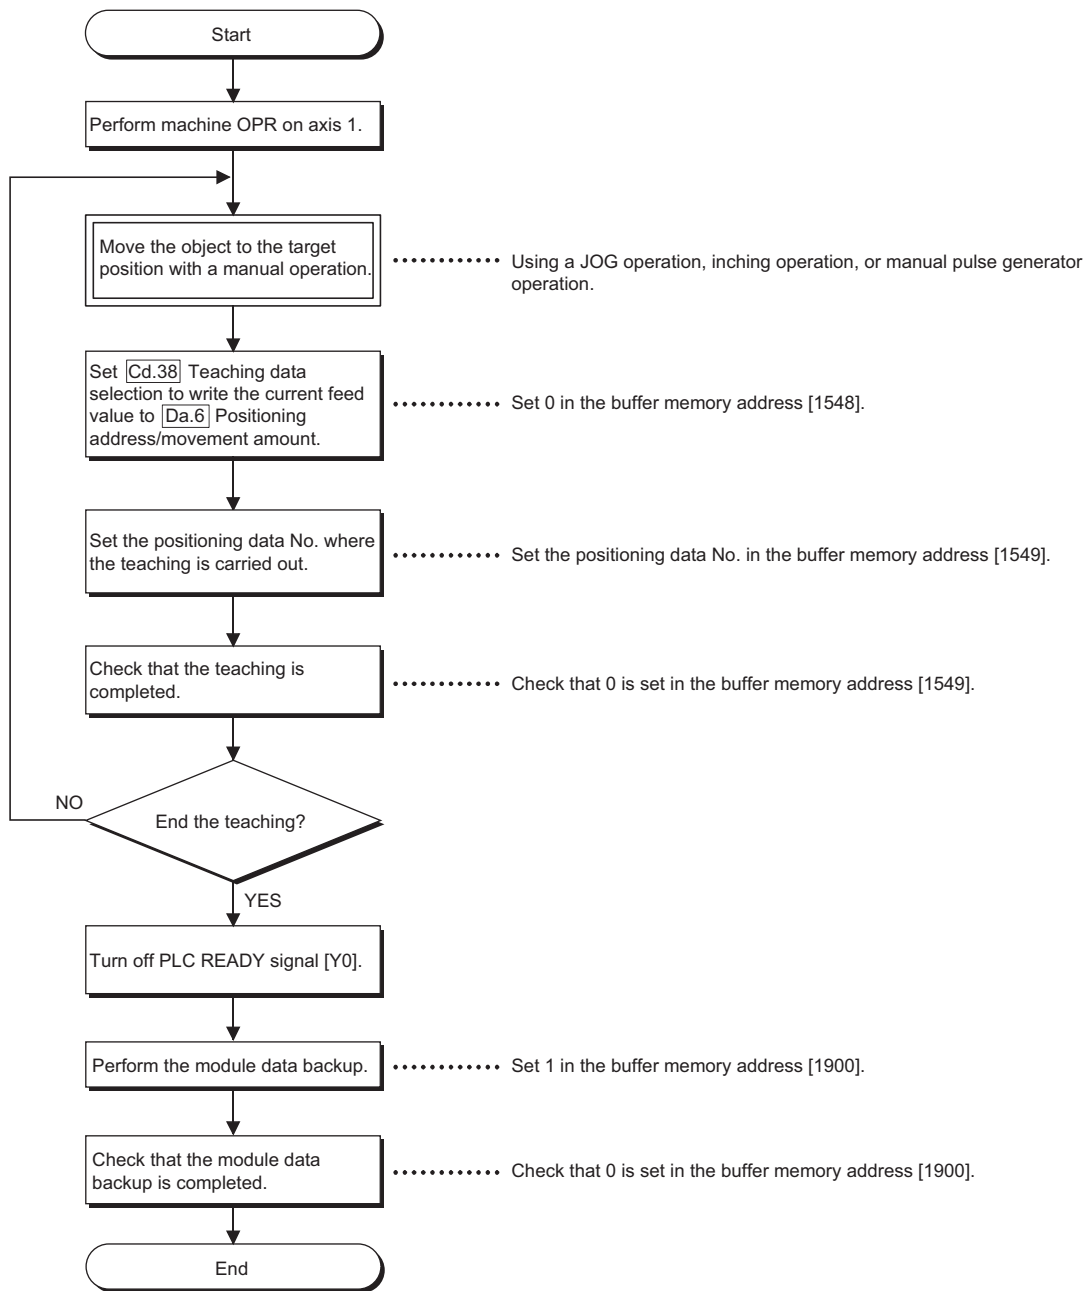 Start
Perform machine OPR on axis 1.
Move the object to the target
position with a manual operation.
Using a JOG operation, inching operation, or manual pulse generator
operation.
Set Cd.38 Teaching data
selection to write the current feed
value to Da.6 Positioning
address/movement amount.
Set 0 in the buffer memory address [1548].
Set the positioning data No. where
the teaching is carried out.
Set the positioning data No. in the buffer memory address [1549].
Check that the teaching is
completed.
Check that 0 is set in the buffer memory address [1549].
NO
End the teaching?
YES
Turn off PLC READY signal [Y0].
Perform the module data backup.
Set 1 in the buffer memory address [1900].
Check that the module data
backup is completed.
Check that 0 is set in the buffer memory address [1900].
End